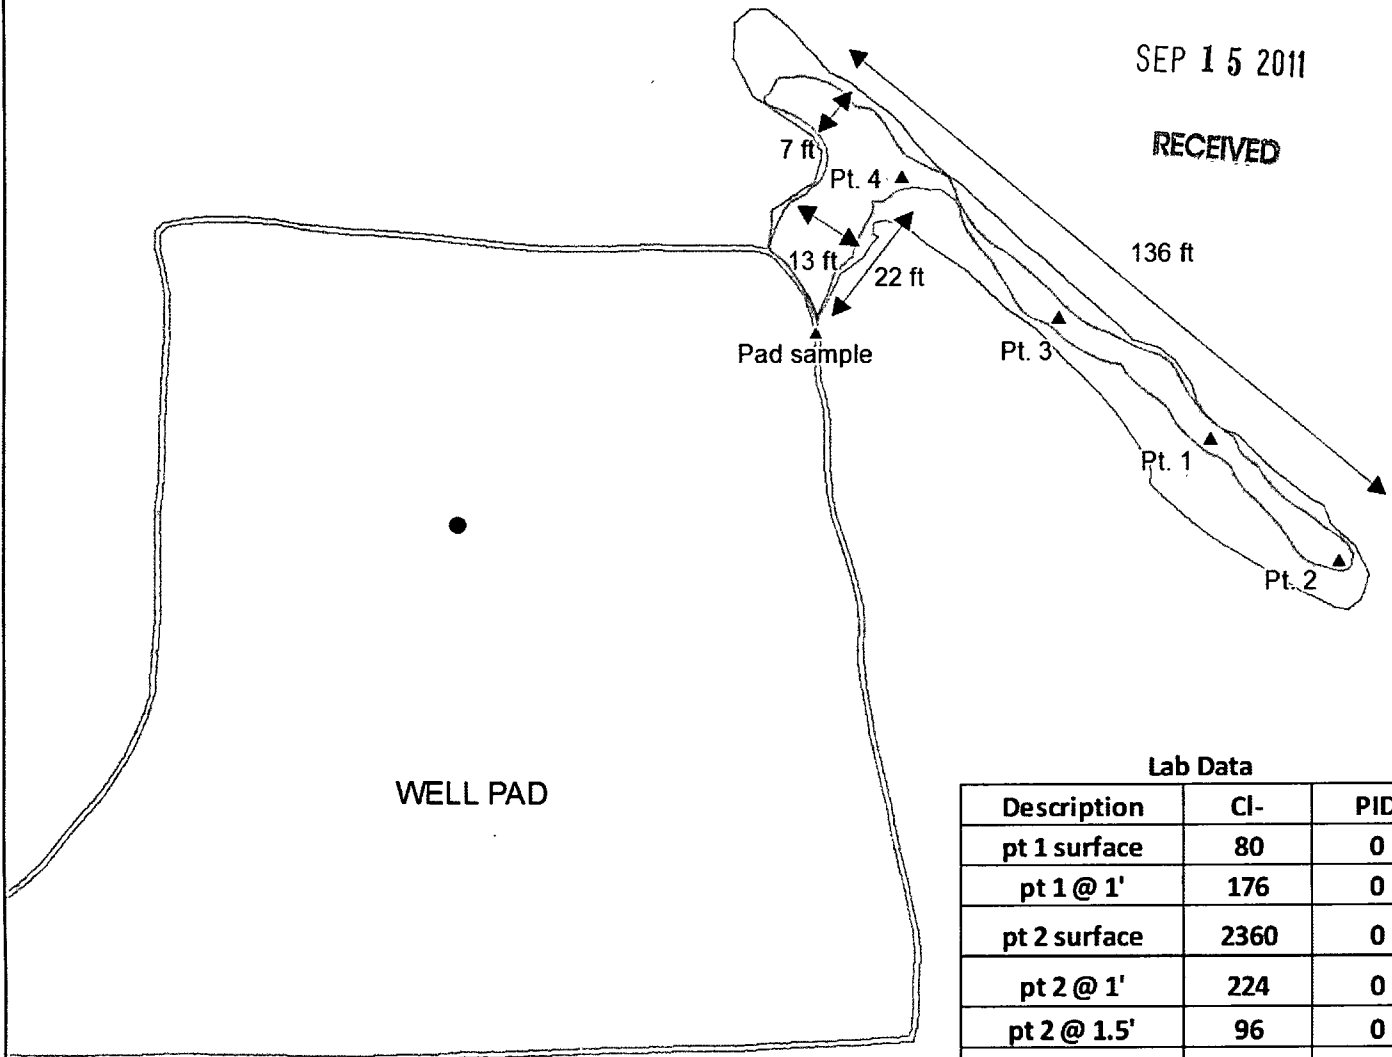 SEP 15 2011
RECEIVED
7 ft
Pt. 4
136 ft
13 ft
22 ft
Pad sample
Pt. 3
Pt. 1
Pt. 2
WELL PAD
Lab Data
Description Cl- PID
pt 1 surface 80 0
pt 1 @ 1' 176 0
pt 2 surface 2360 0
pt 2 @ 1' 224 0
pt 2 @ 1.5' 96 0